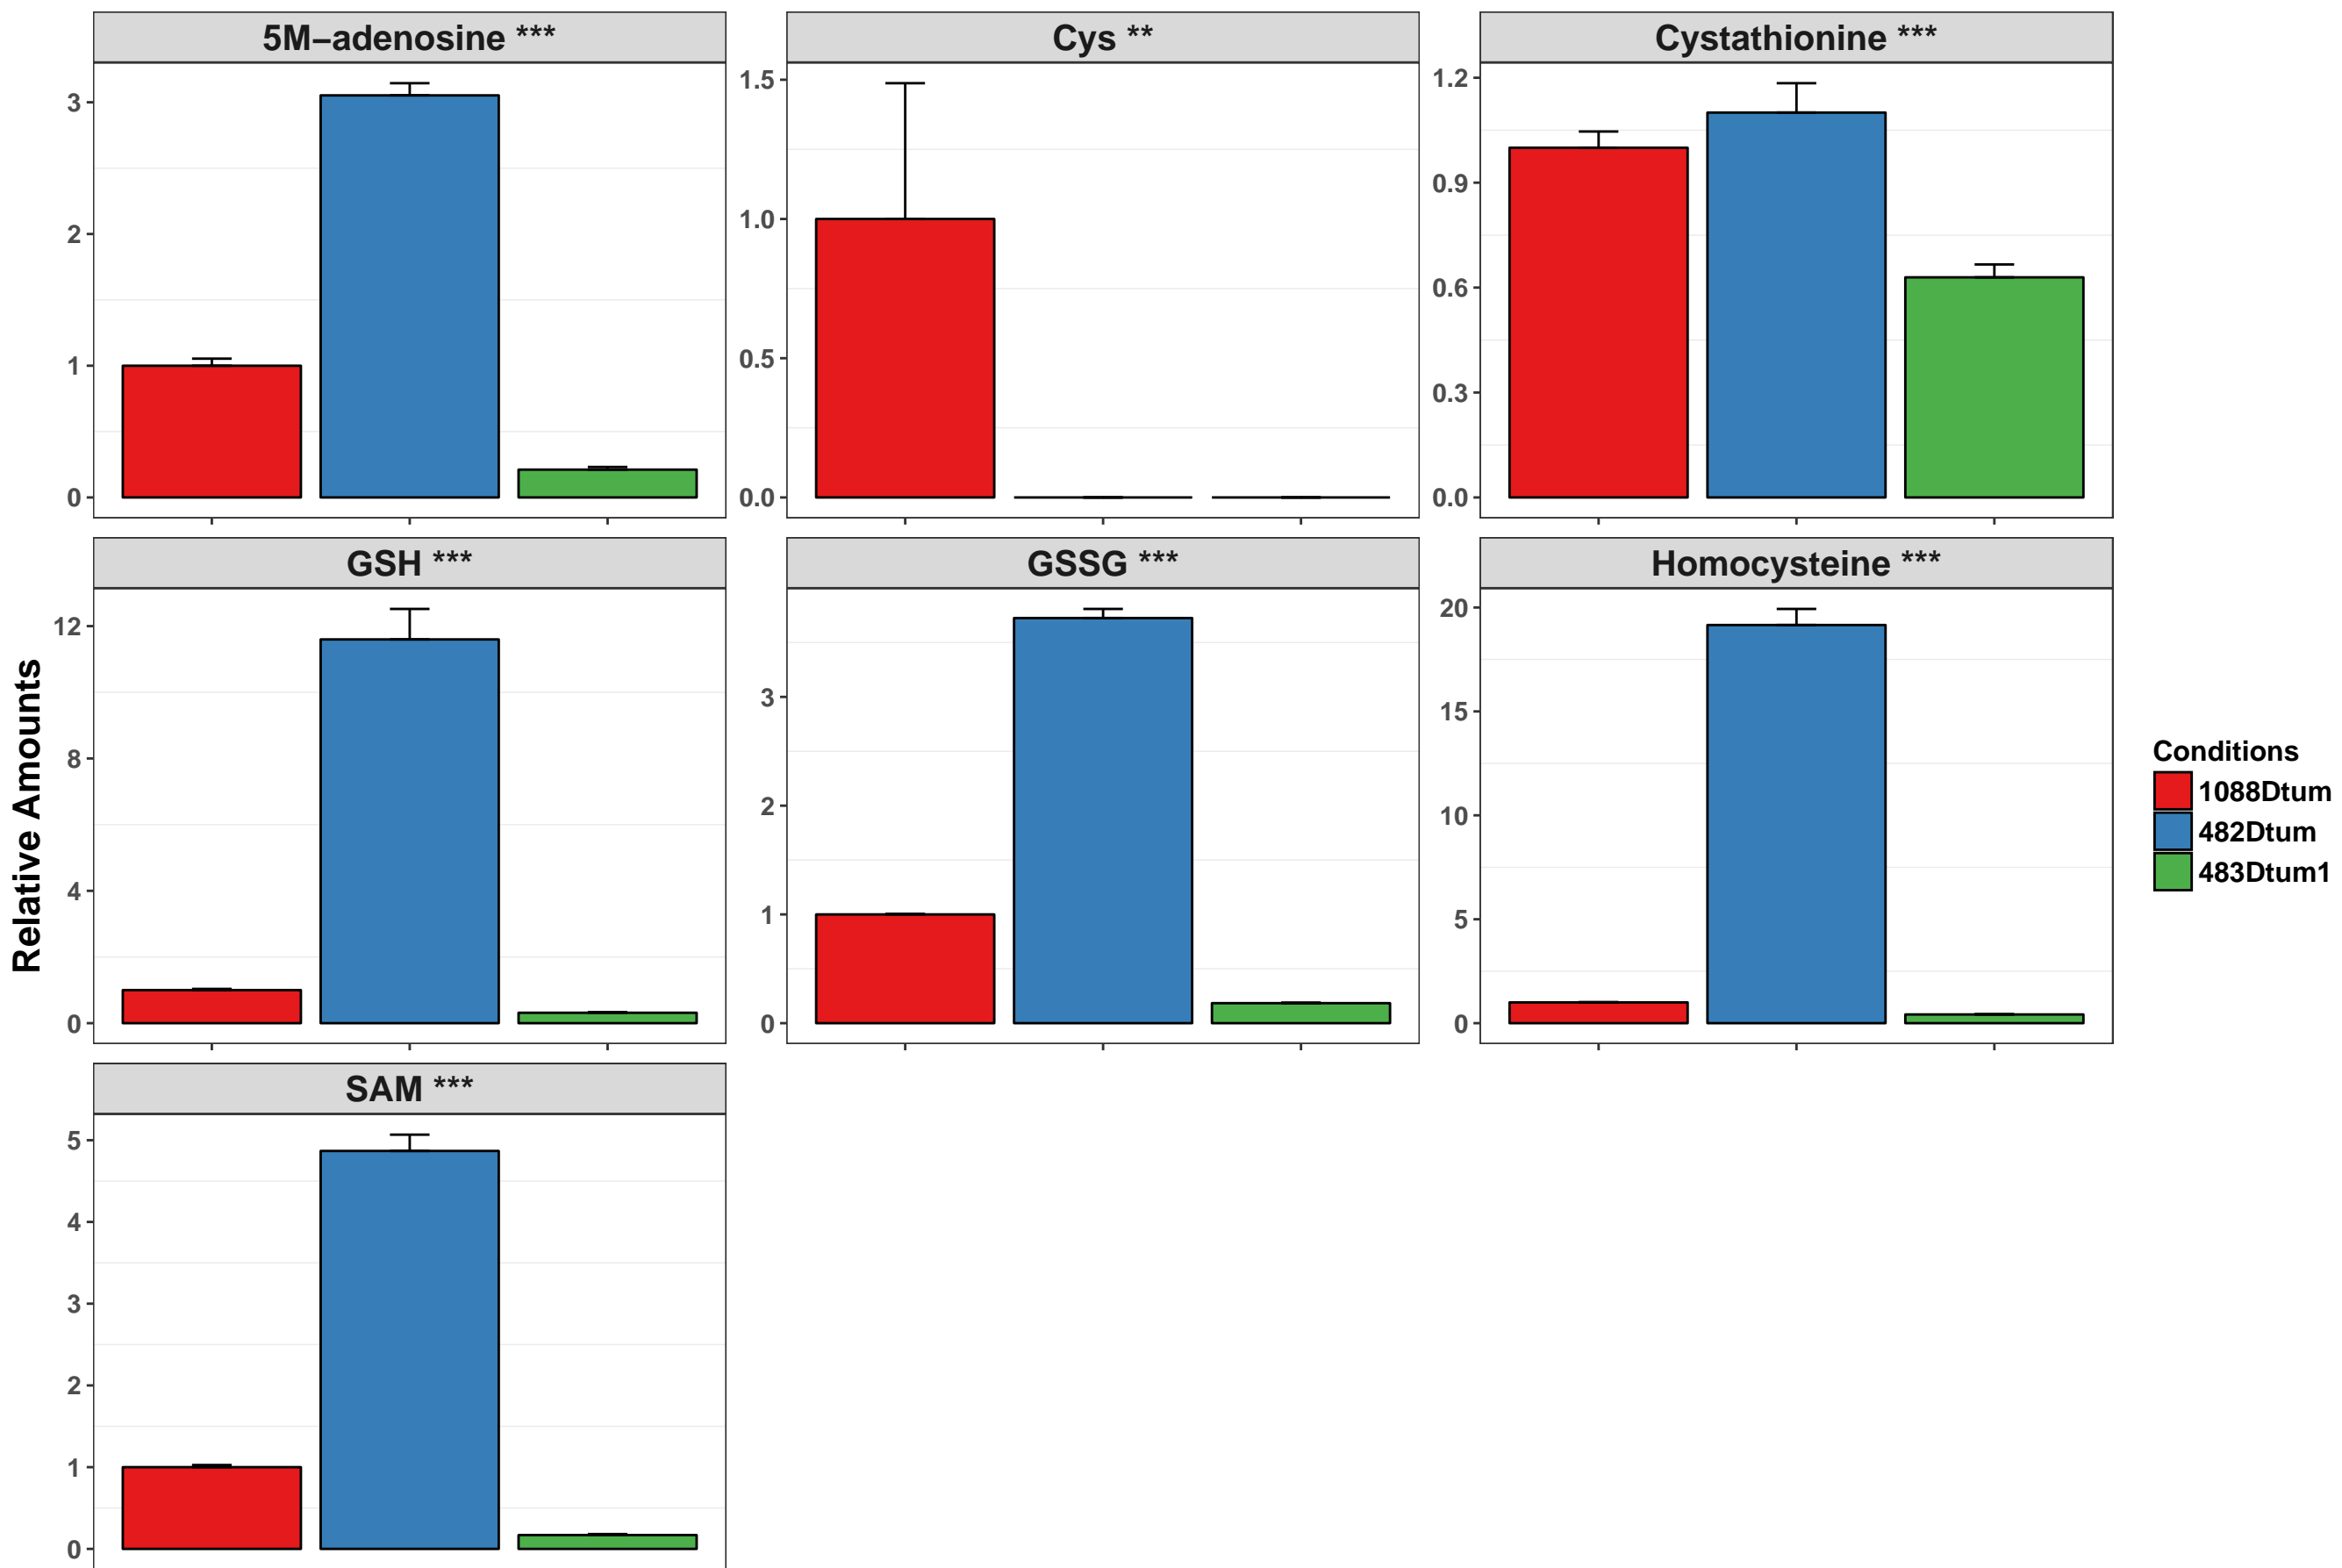 5M−adenosine ***
Cys **
Cystathionine ***
3
2
1
0
1.5
1.0
0.5
0.0
1.2
0.9
0.6
0.3
0.0
GSH ***
GSSG ***
Homocysteine ***
12
8
4
0
3
2
1
0
20
15
10
5
0
SAM ***
5
4
3
2
1
0
Relative Amounts
Conditions
1088Dtum
482Dtum
483Dtum1